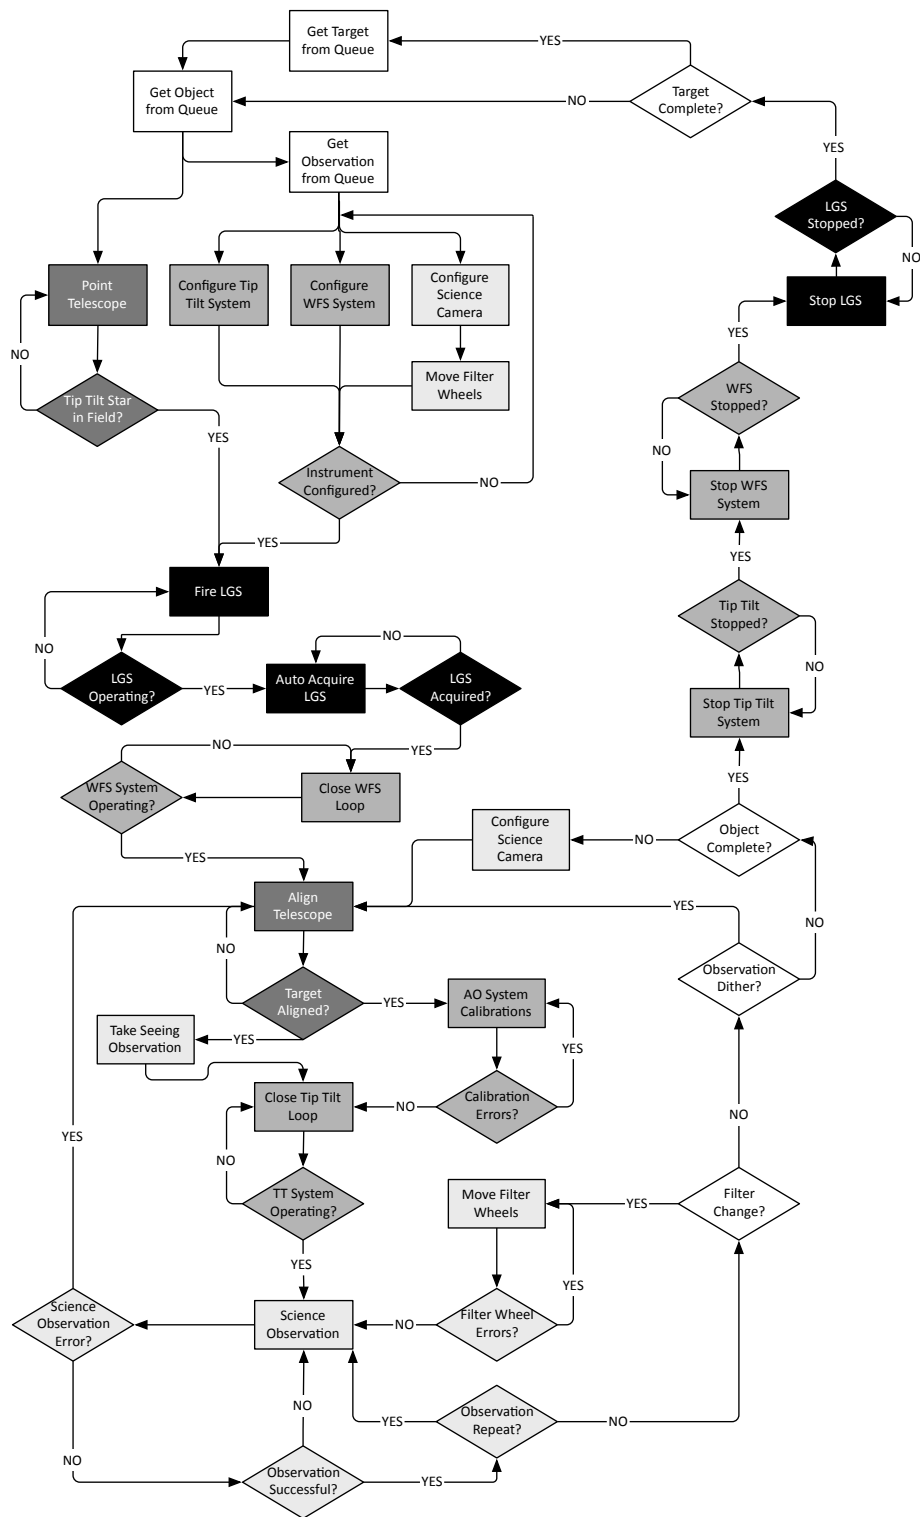 Get Target
from Queue
YES
Get Object
from Queue
NO
Target
Complete?
YES
Get
Observation
from Queue
LGS
Stopped?
NO
Point
Telescope
Configure Tip
Tilt System
Configure
WFS System
Configure
Science
Camera
Stop LGS
YES
NO
Move Filter
Wheels
WFS
Stopped?
Tip Tilt Star
in Field?
YES
NO
Instrument
Configured?
NO
Stop WFS
System
YES
YES
Fire LGS
Tip Tilt
Stopped?
NO
NO
NO
LGS
Operating?
YES
Auto Acquire
LGS
LGS
Acquired?
Stop Tip Tilt
System
NO
YES
YES
WFS System
Operating?
Close WFS
Loop
Configure
Science
Camera
NO
Object
Complete?
YES
Align
Telescope
YES
NO
NO
Observation
Dither?
Target
Aligned?
YES
AO System
Calibrations
Take Seeing
Observation
YES
YES
Close Tip Tilt
Loop
NO
Calibration
Errors?
NO
YES
NO
TT System
Operating?
Move Filter
Wheels
YES
Filter
Change?
YES
YES
Science
Observation
Error?
Science
Observation
NO
Filter Wheel
Errors?
NO
YES
Observation
Repeat?
NO
NO
Observation
Successful?
YES